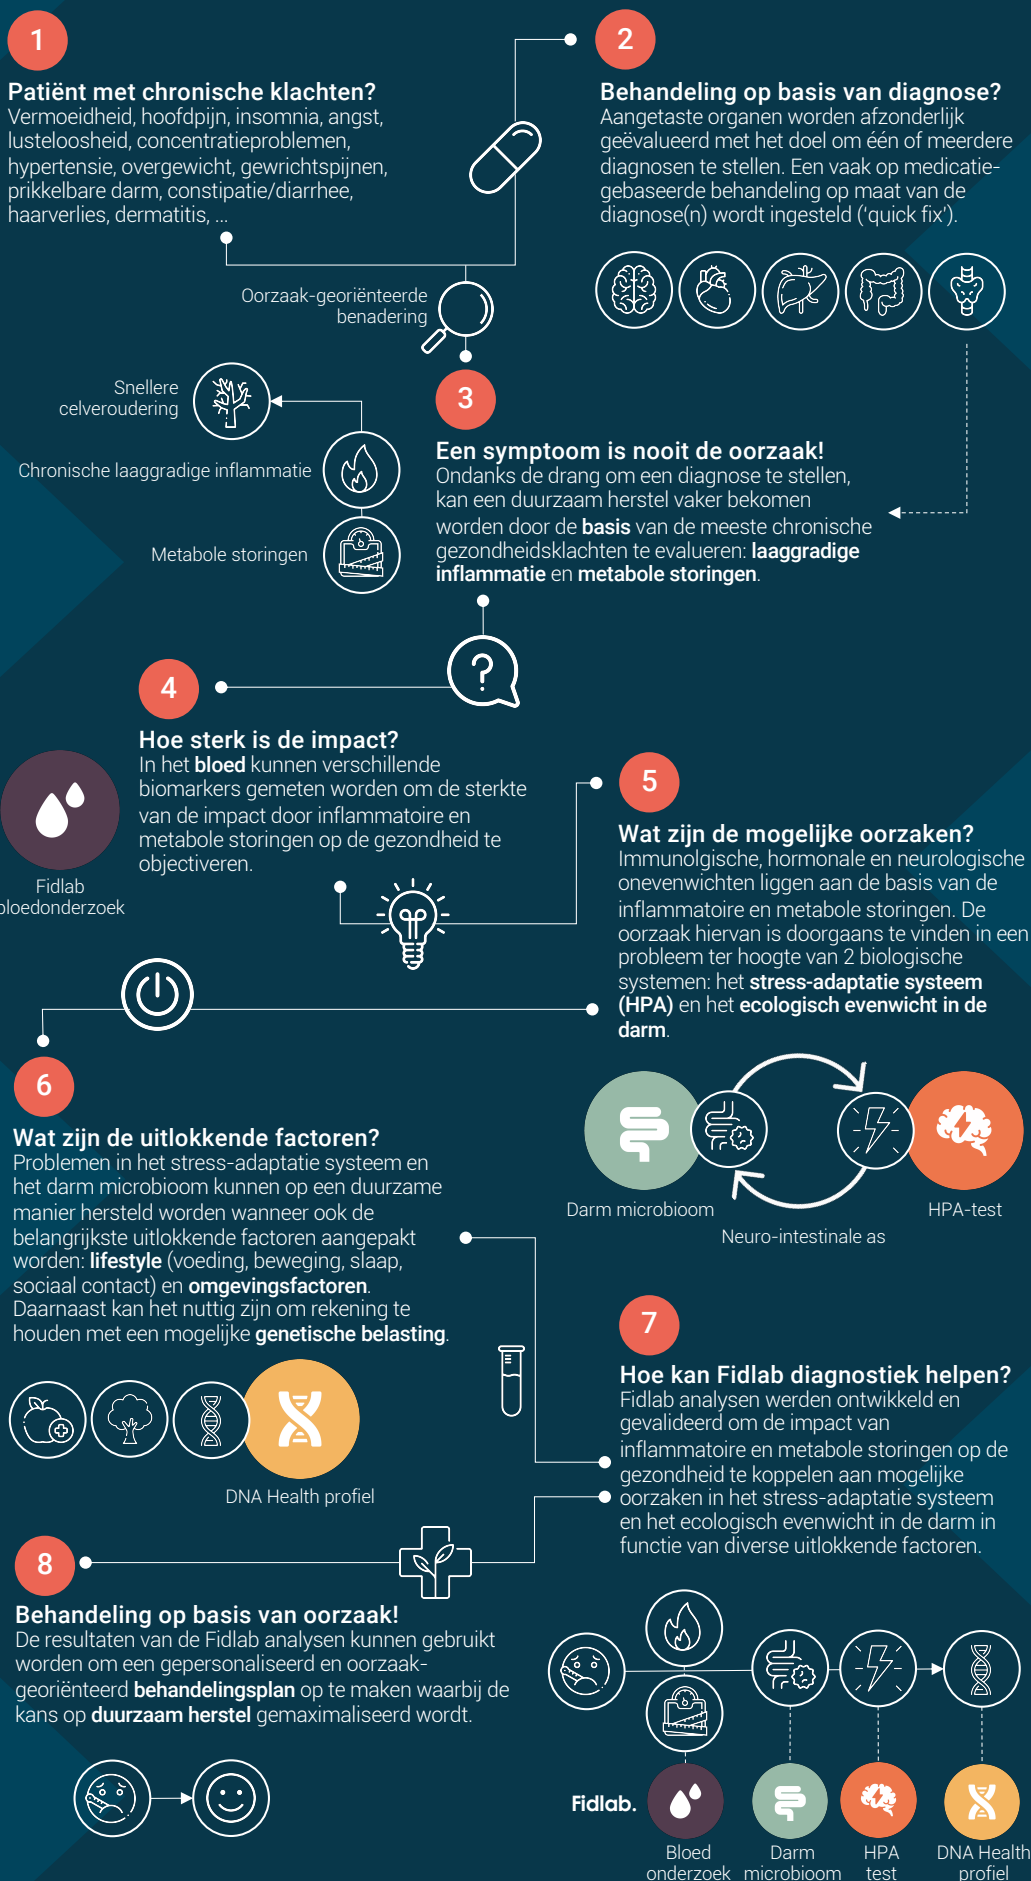 1
Patiënt met chronische klachten?
Vermoeidheid, hoofdpijn, insomnia, angst,
lusteloosheid, concentratieproblemen,
hypertensie, overgewicht, gewrichtspijnen,
prikkelbare darm, constipatie/diarrhee,
haarverlies, dermatitis, ...
2
Behandeling op basis van diagnose?
Aangetaste organen worden afzonderlijk
geëvalueerd met het doel om één of meerdere
diagnosen te stellen. Een vaak op medicatie-
gebaseerde behandeling op maat van de
diagnose(n) wordt ingesteld ('quick fix').
Oorzaak-georiënteerde
benadering
Snellere
celveroudering
Chronische laaggradige inflammatie
Metabole storingen
3
Een symptoom is nooit de oorzaak!
Ondanks de drang om een diagnose te stellen,
kan een duurzaam herstel vaker bekomen
worden door de basis van de meeste chronische
gezondheidsklachten te evalueren: laaggradige
inflammatie en metabole storingen.
?
4
Hoe sterk is de impact?
In het bloed kunnen verschillende
biomarkers gemeten worden om de sterkte
van de impact door inflammatoire en
metabole storingen op de gezondheid te
objectiveren.
Fidlab
bloedonderzoek
5
Wat zijn de mogelijke oorzaken?
Immunolgische, hormonale en neurologische
onevenwichten liggen aan de basis van de
inflammatoire en metabole storingen. De
oorzaak hiervan is doorgaans te vinden in een
probleem ter hoogte van 2 biologische
systemen: het stress-adaptatie systeem
(HPA) en het ecologisch evenwicht in de
darm.
Darm microbioom
Neuro-intestinale as
HPA-test
6
Wat zijn de uitlokkende factoren?
Problemen in het stress-adaptatie systeem en
het darm microbioom kunnen op een duurzame
manier hersteld worden wanneer ook de
belangrijkste uitlokkende factoren aangepakt
worden: lifestyle (voeding, beweging, slaap,
sociaal contact) en omgevingsfactoren.
Daarnaast kan het nuttig zijn om rekening te
houden met een mogelijke genetische belasting.
DNA Health profiel
7
Hoe kan Fidlab diagnostiek helpen?
Fidlab analysen werden ontwikkeld en
gevalideerd om de impact van
inflammatoire en metabole storingen op de
gezondheid te koppelen aan mogelijke
oorzaken in het stress-adaptatie systeem
en het ecologisch evenwicht in de darm in
functie van diverse uitlokkende factoren.
8
Behandeling op basis van oorzaak!
De resultaten van de Fidlab analysen kunnen gebruikt
worden om een gepersonaliseerd en oorzaak-
georiënteerd behandelingsplan op te maken waarbij de
kans op duurzaam herstel gemaximaliseerd wordt.
Fidlab.
Bloed
onderzoek
Darm
microbioom
HPA
test
DNA Health
profiel